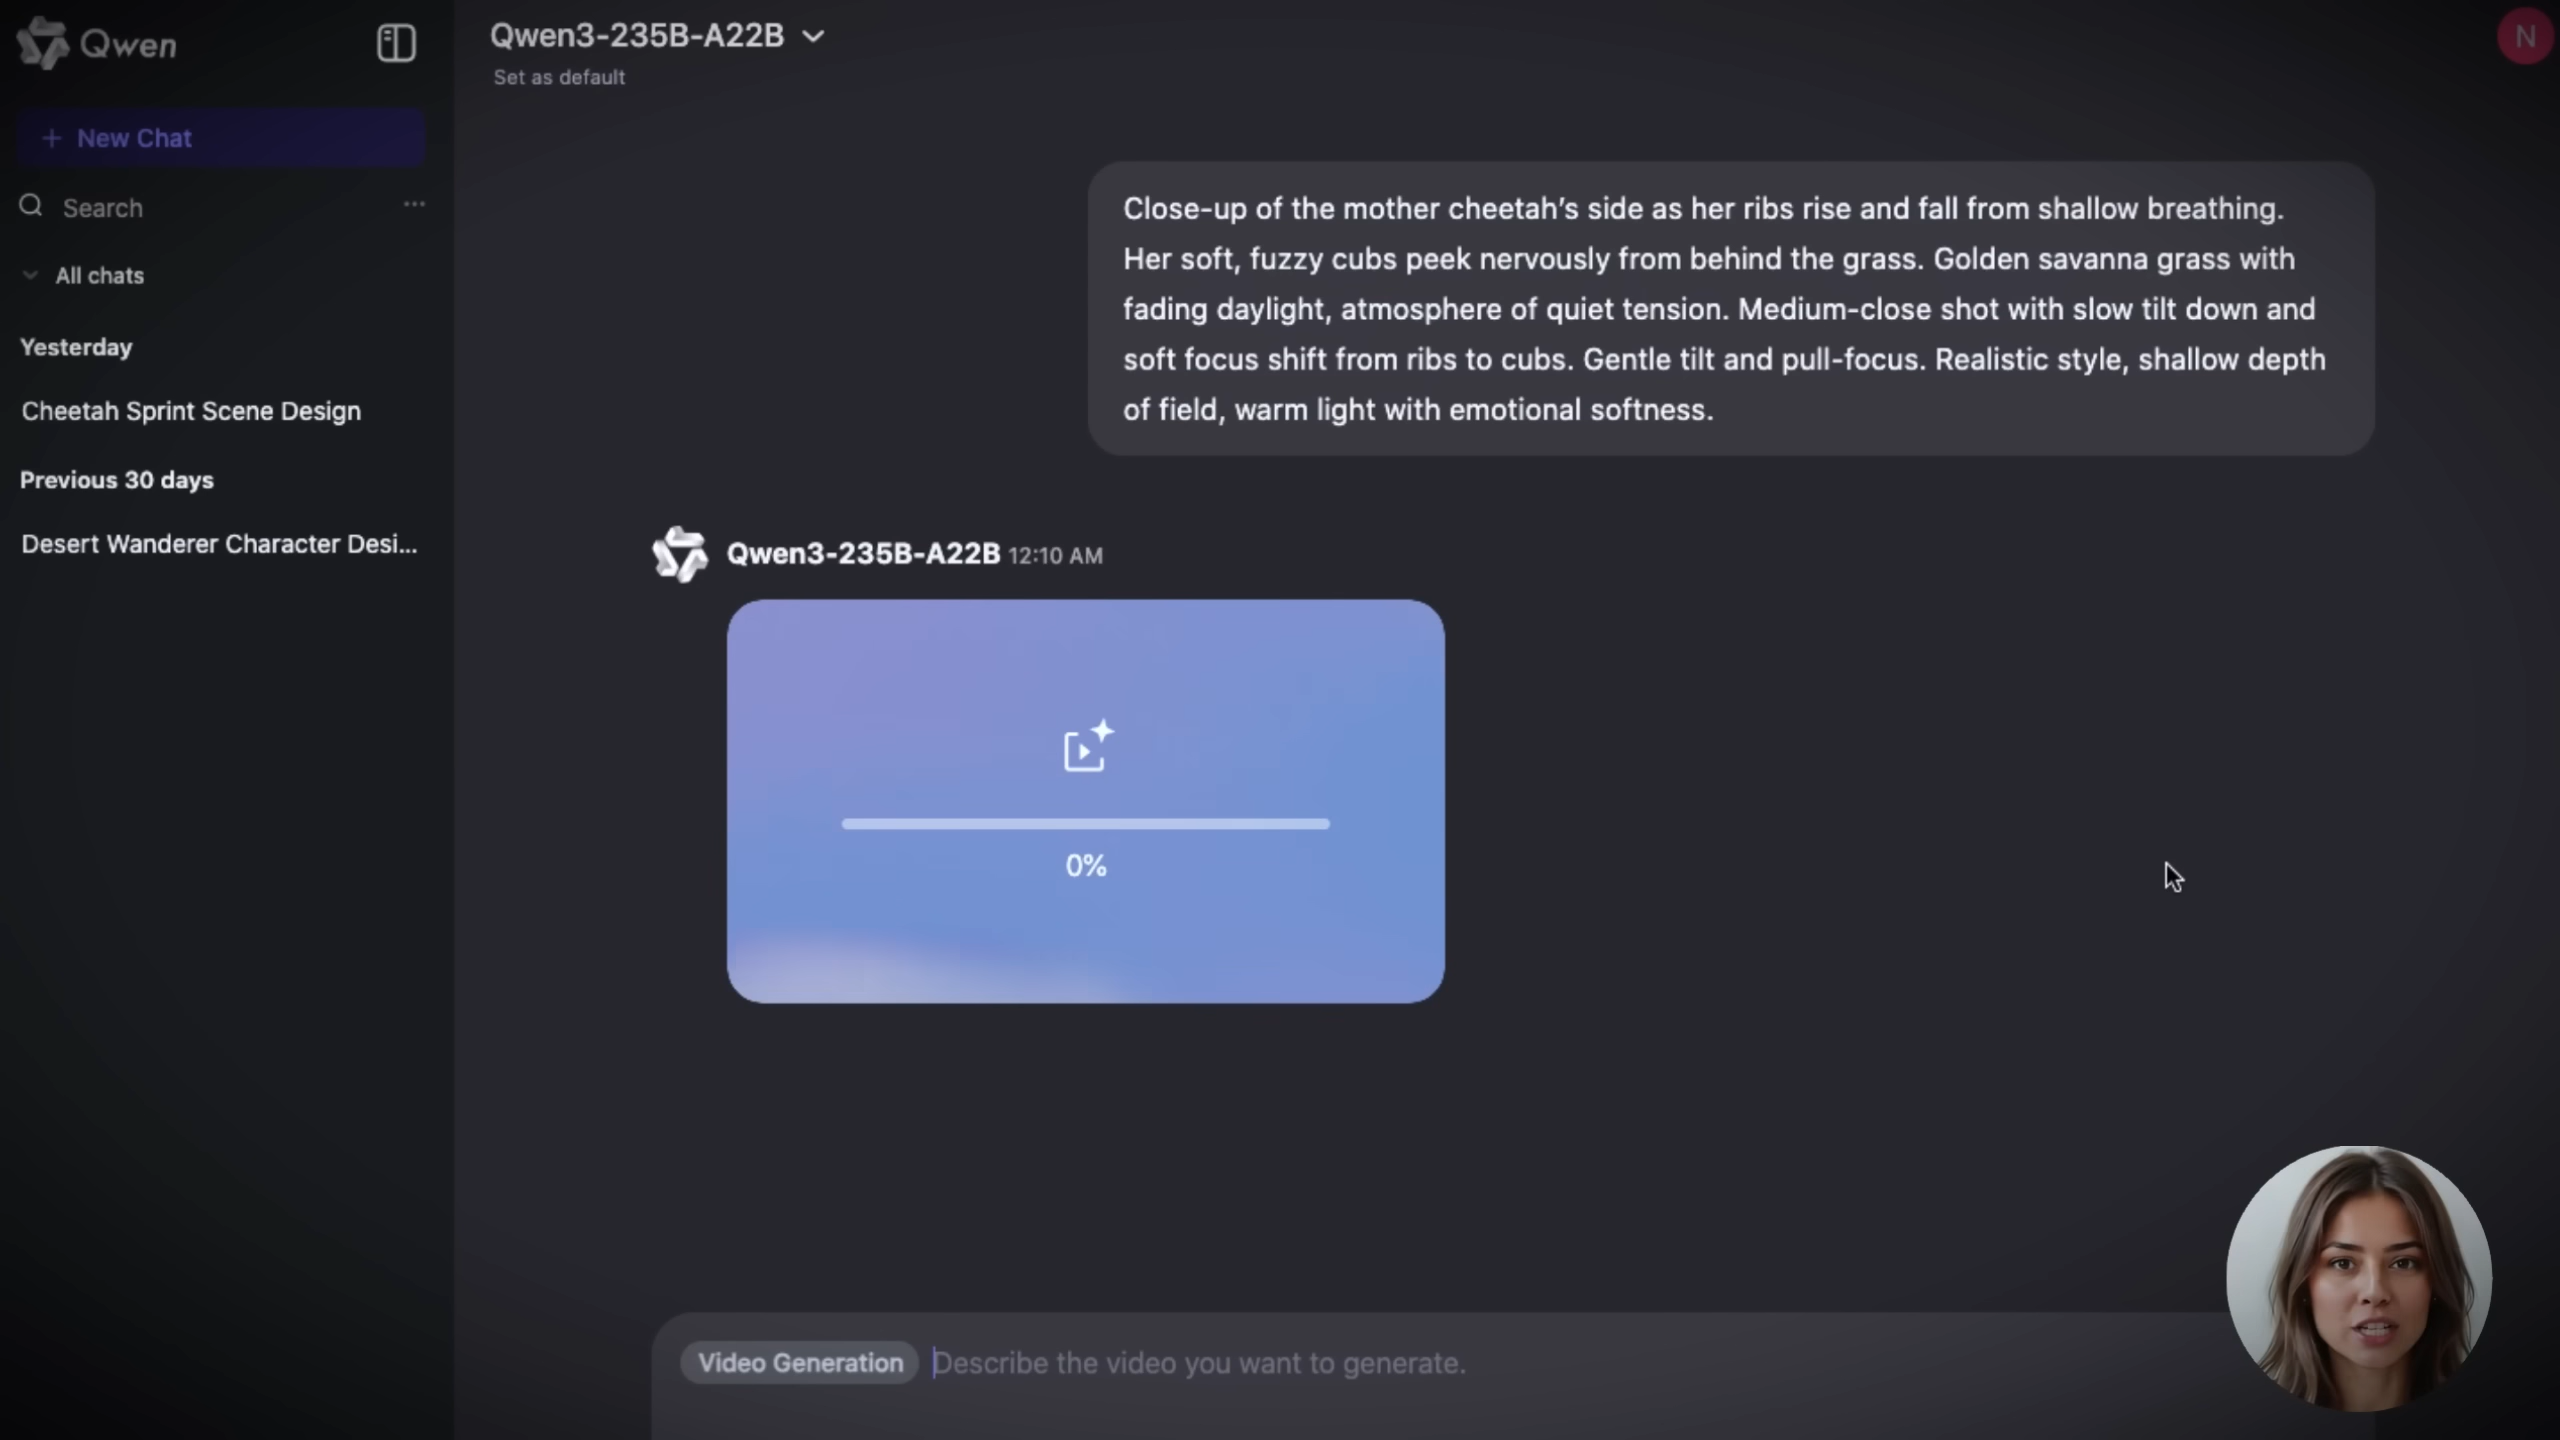 Qwen
New Chat
Search
All chats
Yesterday
Cheetah Sprint Scene Design
Previous 30 days
Desert Wanderer Character Desi...
Qwen3-235B-A22B
Set as default
N
Close-up of the mother cheetah’s side as her ribs rise and fall from shallow breathing.
Her soft, fuzzy cubs peek nervously from behind the grass. Golden savanna grass with
fading daylight, atmosphere of quiet tension. Medium-close shot with slow tilt down and
soft focus shift from ribs to cubs. Gentle tilt and pull-focus. Realistic style, shallow depth
of field, warm light with emotional softness.
Qwen3-235B-A22B 12:10 AM
0%
Video Generation Describe the video you want to generate.